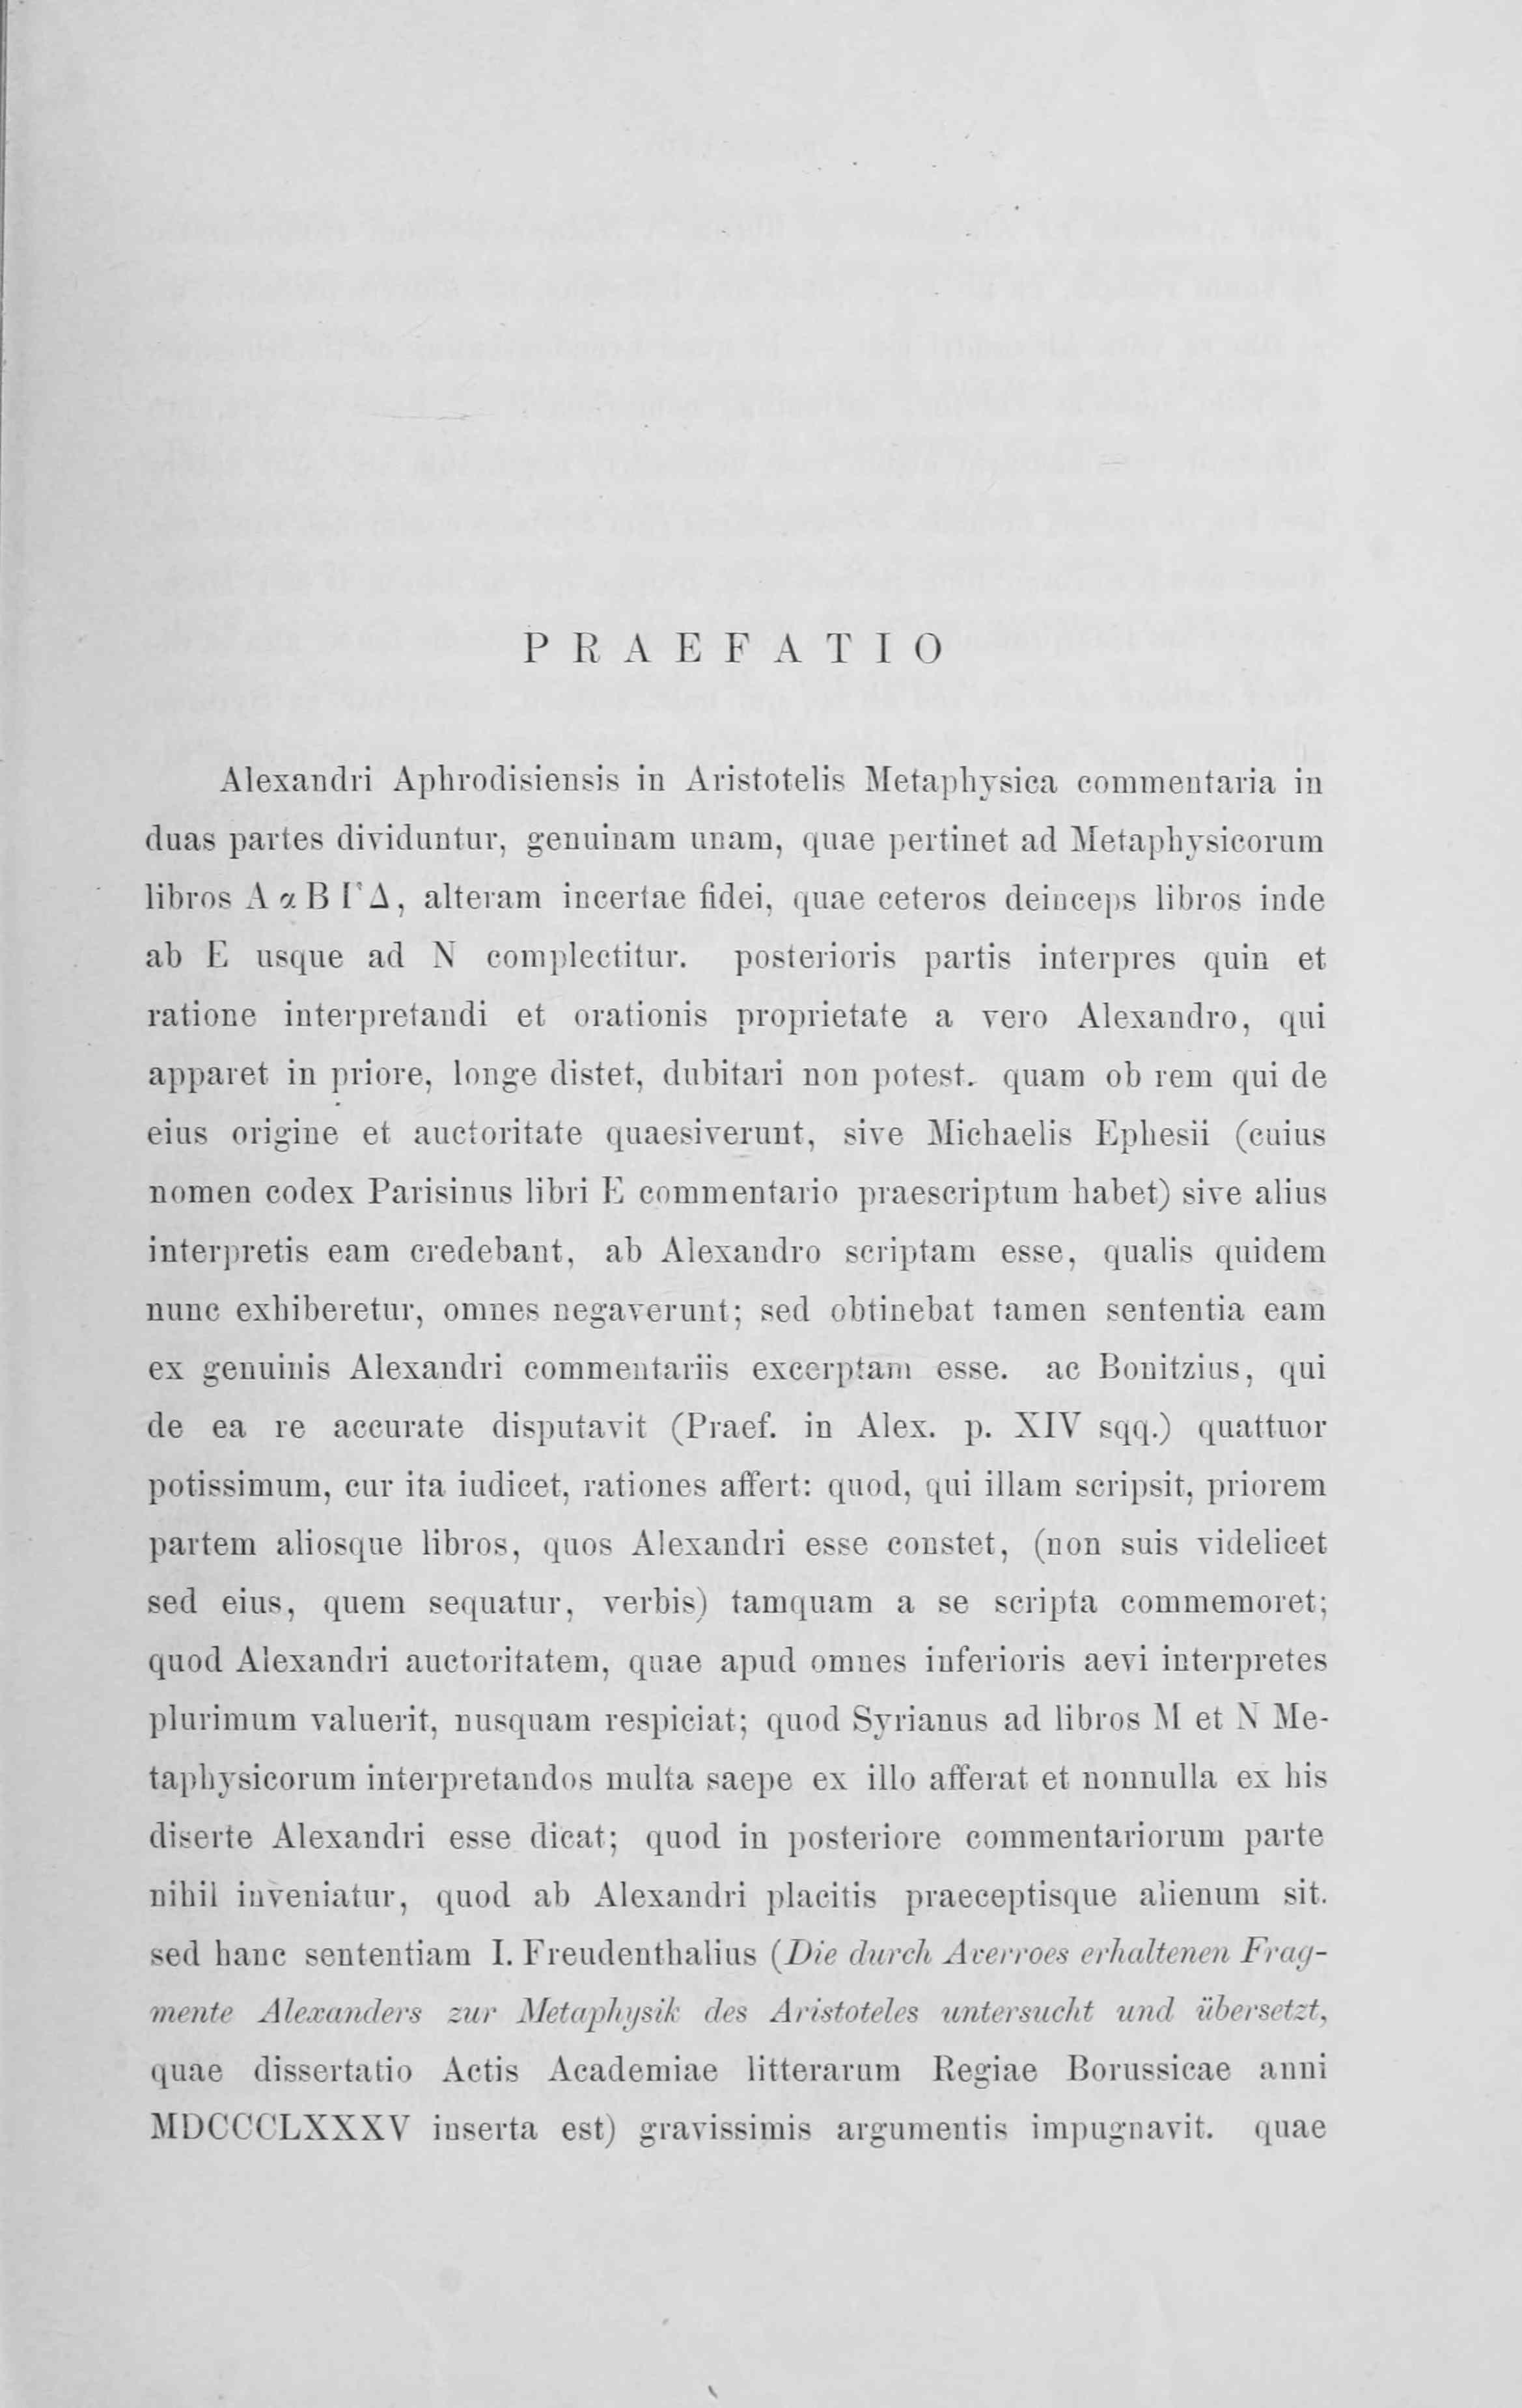 PRAEFATIO
Alexandri Aphrodisiensis in Aristotelis Metaphysica commentaria in
duas partes dividuntur, genuinam unam, quae pertinet ad Metaphysicorum
libros Α α Β Γ Δ, alteram incertae fidei, quae ceteros deinceps libros inde
ab E usque ad N complectitur. posterioris partis interpres quin et
ratione interpretandi et orationis proprietate a vero Alexandro, qui
apparet in priore, longe distet, dubitari non potest. quam ob rem qui de
eius origine et auctoritate quaesiverunt, sive Michaelis Ephesii (cuius
nomen codex Parisinus libri E commentario praescriptum habet) sive alius
interpretis eam credebant, ab Alexandro scriptam esse, qualis quidem
nunc exhiberetur, omnes negaverunt; sed obtinebat tamen sententia eam
ex genuinis Alexandri commentariis excerptam esse. ac Bonitzius, qui
de ea re accurate disputavit (Praef. in Alex. p. XIV sqq.) quattuor
potissimum, cur ita iudicet, rationes affert: quod, qui illam scripsit, priorem
partem aliosque libros, quos Alexandri esse constet, (non suis videlicet
sed eius, quem sequatur, verbis) tamquam a se scripta commemoret;
quod Alexandri auctoritatem, quae apud omnes inferioris aevi interpretes
plurimum valuerit, nusquam respiciat; quod Syrianus ad libros M et N Me-
taphysicorum interpretandos multa saepe ex illo afferat et nonnulla ex his
diserte Alexandri esse dicat; quod in posteriore commentariorum parte
nihil inveniatur, quod ab Alexandri placitis praeceptisque alienum sit.
sed hanc sententiam I. Freudenthalius (Die durch Averroes erhaltenen Frag-
mente Alexanders zur Metaphysik des Aristoteles untersucht und übersetzt,
quae dissertatio Actis Academiae litterarum Regiae Borussicae anni
MDCCCLXXXV inserta est) gravissimis argumentis impugnavit. quae